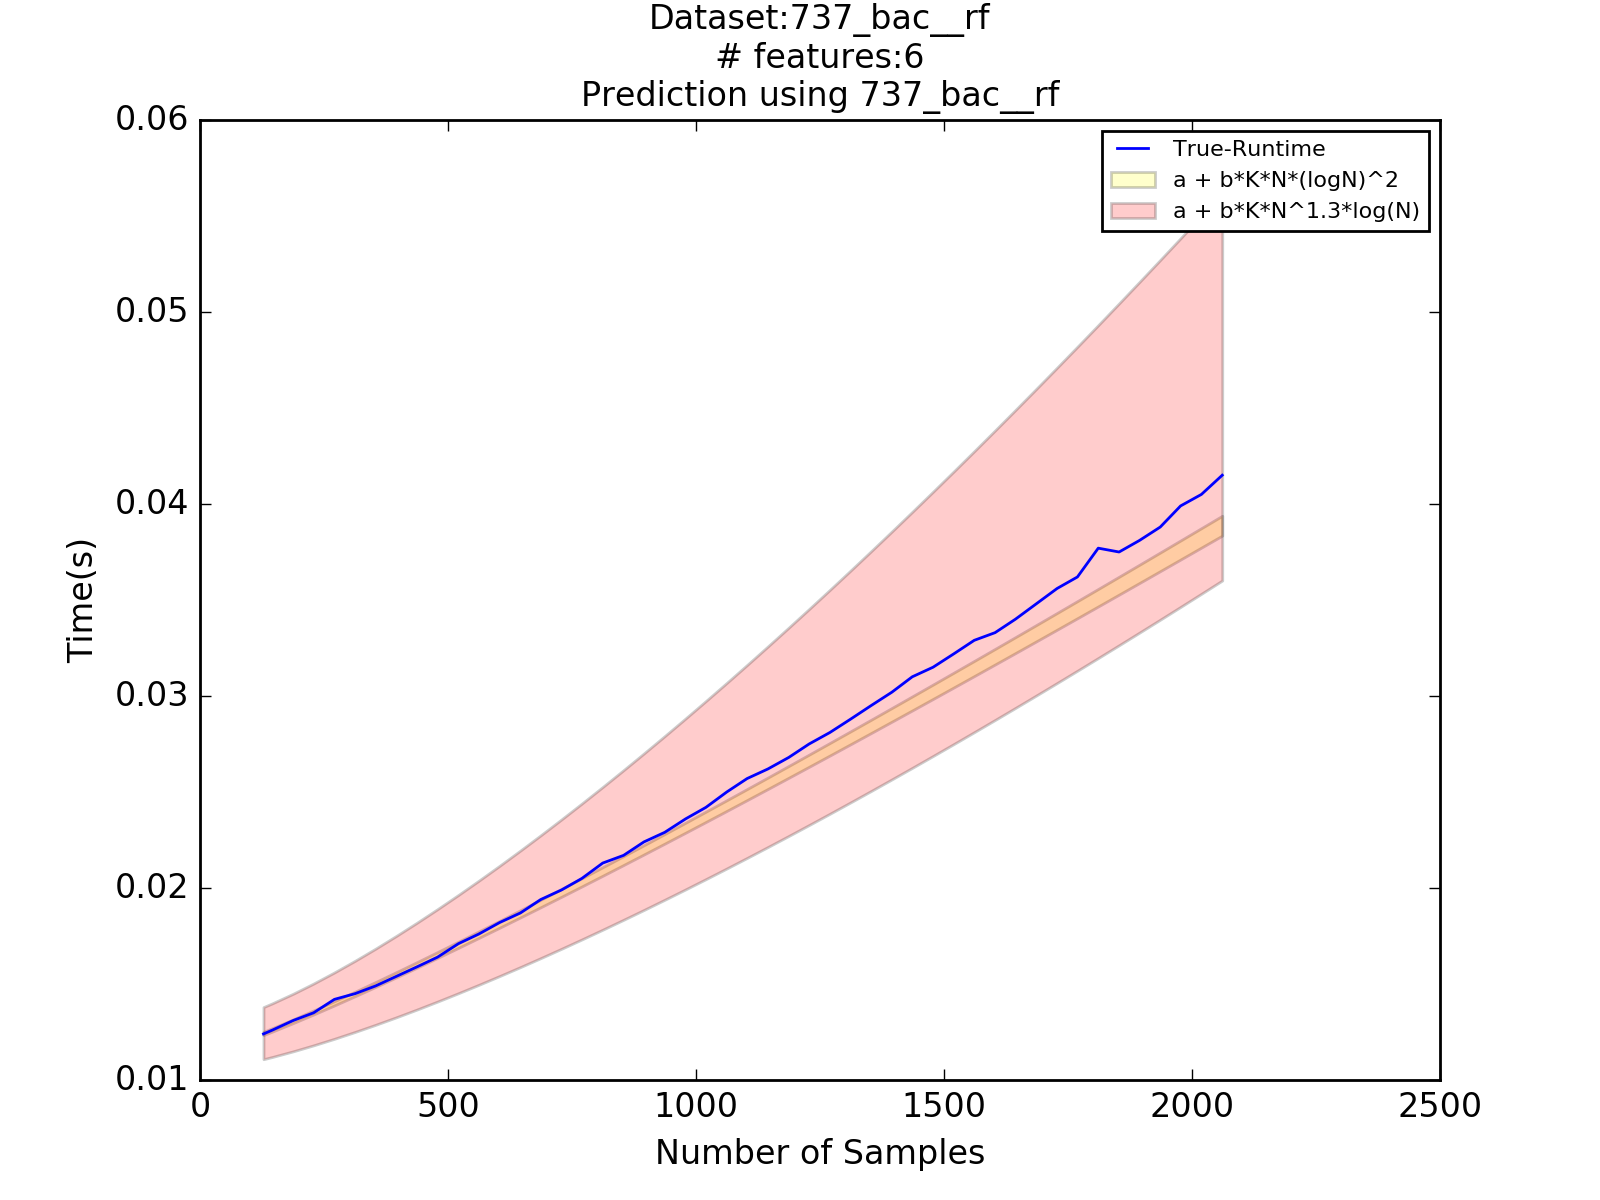 Dataset:737_bac__rf
# features:6
Prediction using 737_bac__rf
True-Runtime
a + b*K*N*(logN)^2
a + b*K*N^1.3*log(N)
0.06
0.05
0.04
0.03
0.02
0.01
Time(s)
0 500 1000 1500 2000 2500
Number of Samples